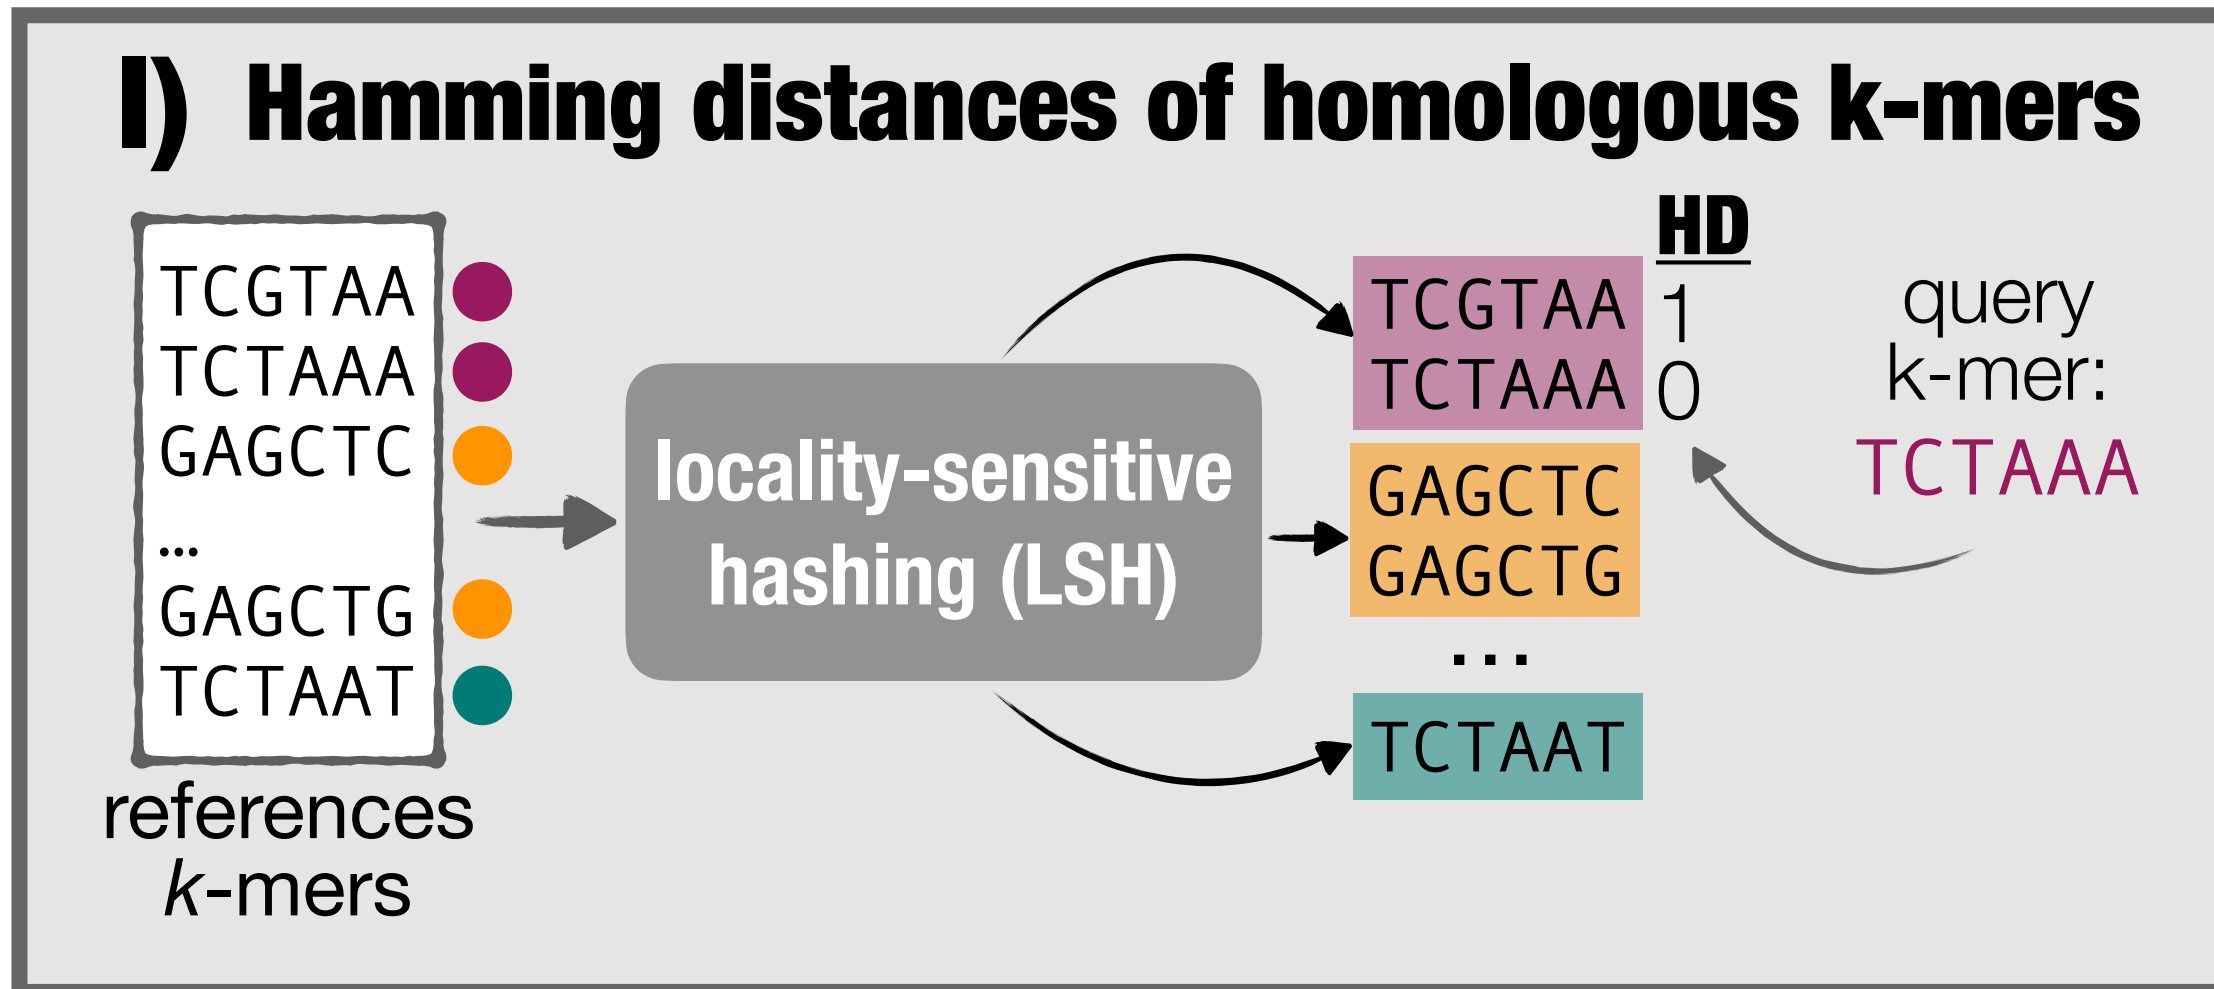 I) Hamming distances of homologous k-mers
TCGTAA
TCTAAA
GAGCTC
...
GAGCTG
TCTAAT
references
k-mers
locality-sensitive
hashing (LSH)
HD
TCGTAA 1
TCTAAA 0
GAGCTC
GAGCTG
...
TCTAAT
query
k-mer:
TCTAAA